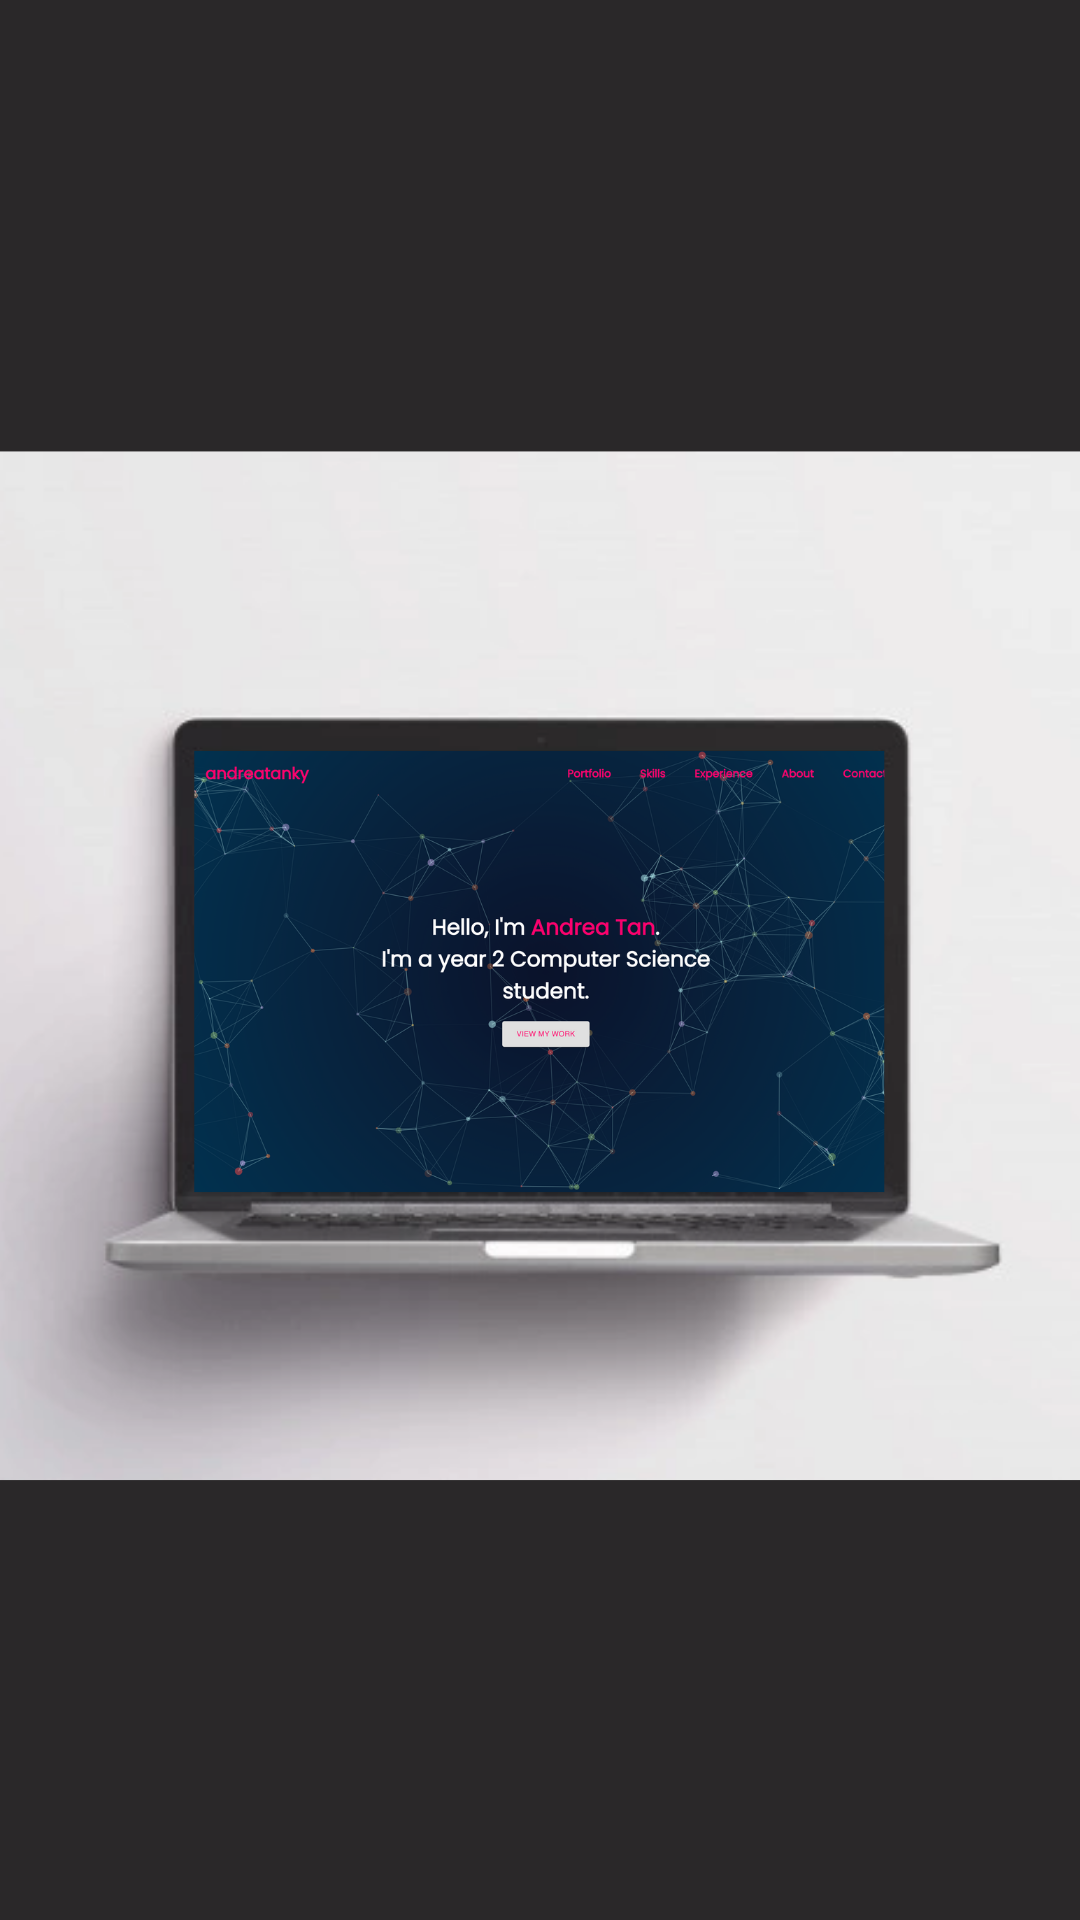 andreatanky
Portfolio Skills Experience About Contact
Hello, I'm Andrea Tan.
I'm a year 2 Computer Science
student.
VIEW MY WORK